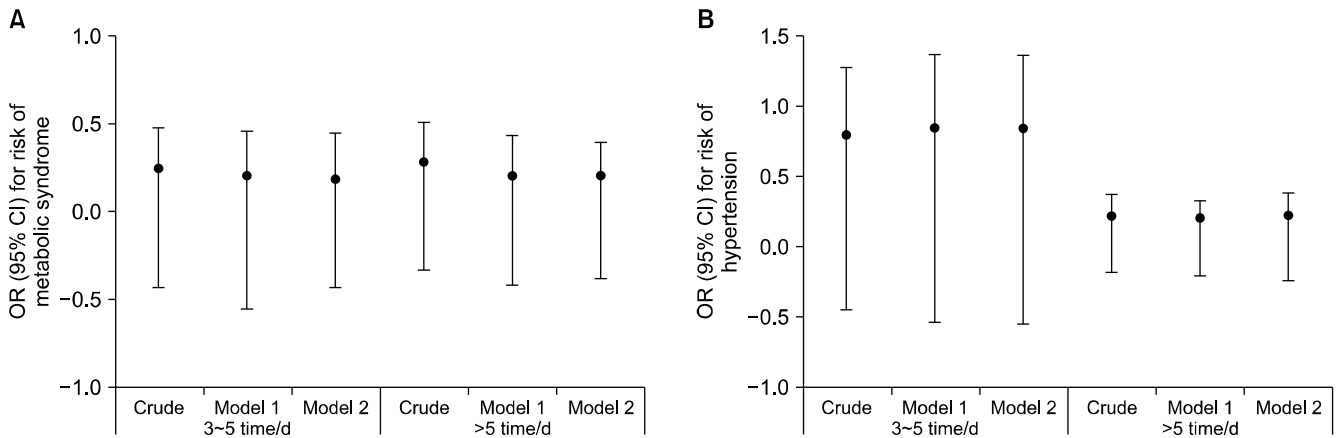 A
OR (95% CI) for risk of
metabolic syndrome
1.0
0.5
0.0
−0.5
−1.0
Crude Model 1 Model 2 Crude Model 1 Model 2
3~5 time/d >5 time/d
B
OR (95% CI) for risk of
hypertension
1.5
1.0
0.5
0.0
−0.5
−1.0
Crude Model 1 Model 2 Crude Model 1 Model 2
3~5 time/d >5 time/d